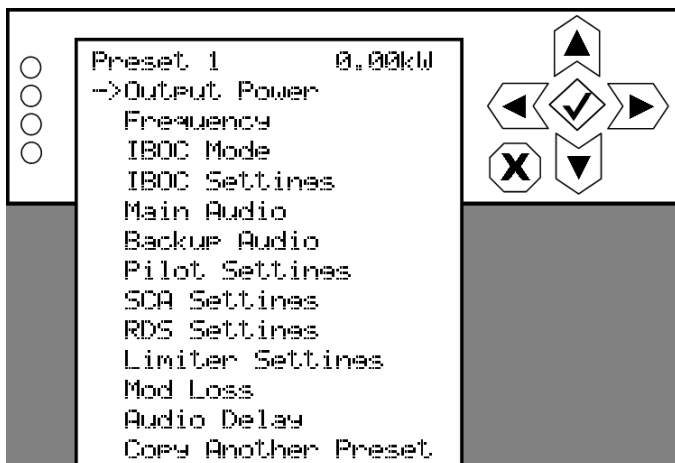 Preset 1 0.00kW
->Output Power
Frequency
IBOC Mode
IBOC Settings
Main Audio
Backup Audio
Pilot Settings
SCA Settings
RDS Settings
Limiter Settings
Mod Loss
Audio Delay
Copy Another Preset